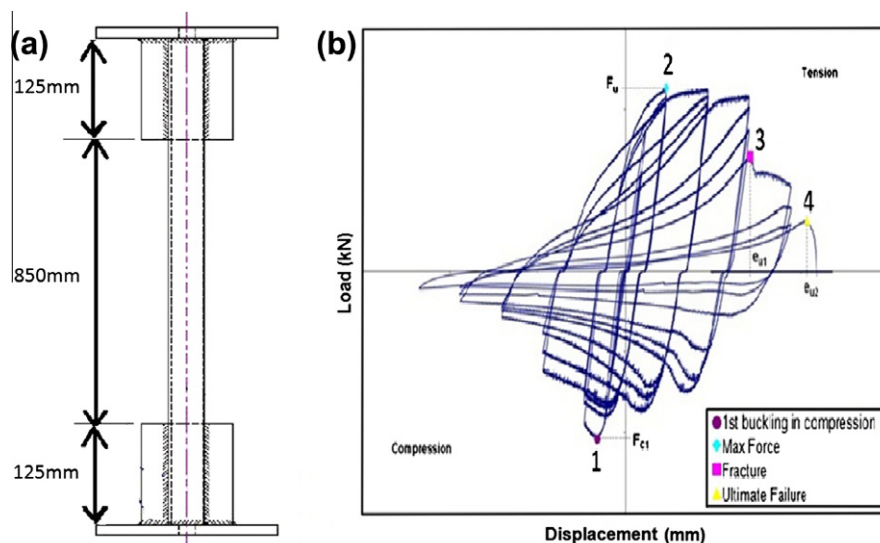 (a)
125mm
850mm
125mm
(b)
Load (kN)
Fu
2
Tension
3
4
eu1
eu2
Compression
1
Fc1
1st buckling in compression
Max Force
Fracture
Ultimate Failure
Displacement (mm)